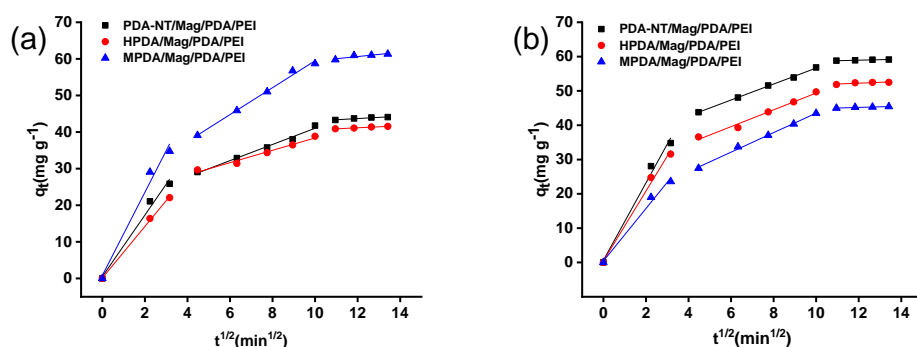 (a)
PDA-NT/Mag/PDA/PEI
HPDA/Mag/PDA/PEI
MPDA/Mag/PDA/PEI
qt(mg g-1)
70
60
50
40
30
20
10
0
0 2 4 6 8 10 12 14
t1/2(min1/2)
(b)
PDA-NT/Mag/PDA/PEI
HPDA/Mag/PDA/PEI
MPDA/Mag/PDA/PEI
qt(mg g-1)
70
60
50
40
30
20
10
0
0 2 4 6 8 10 12 14
t1/2(min1/2)